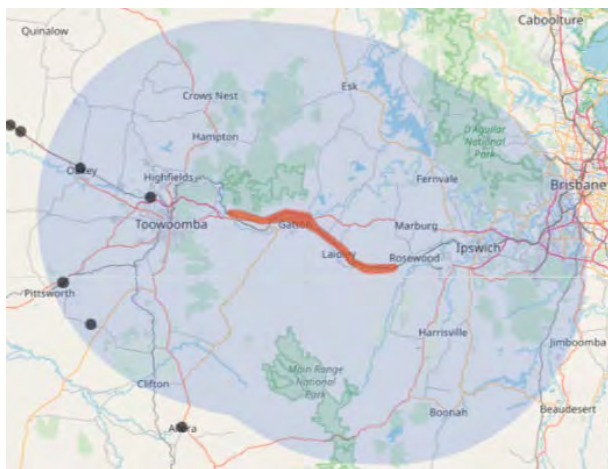 Caboolture
Quinalow
Esk
Crows Nest
D'Aguilar
National
Park
Hampton
Oakey
Highfields
Fernvale
Brisbane
Toowoomba
Gatton
Marburg
Ipswich
Laidley
Rosewood
Pittsworth
Harrisville
Jimboomba
Main Range
National
Park
Clifton
Boonah
Beaudesert
Allora